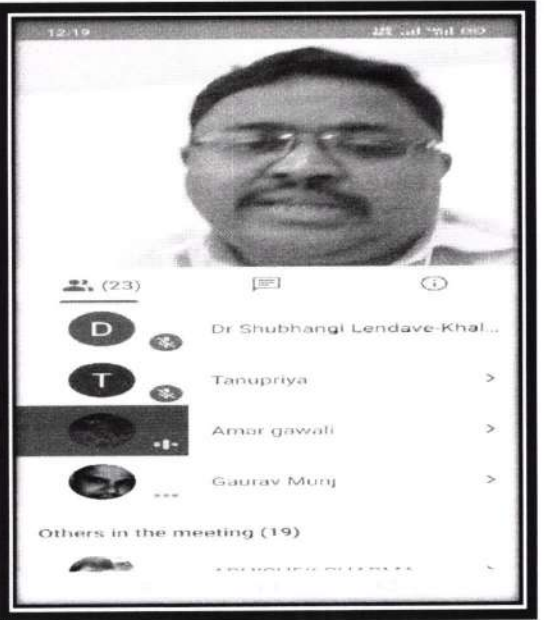 12:19
(23)
D
Dr Shubhangi Lendave-Khal...
T
Tanupriya
Amar gawali
Gaurav Munj
Others in the meeting (19)